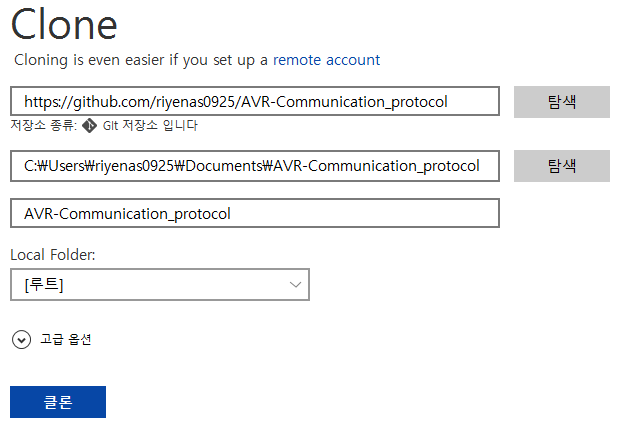 Clone
Cloning is even easier if you set up a remote account
https://github.com/riyenas0925/AVR-Communication_protocol 탐색
저장소 종류: Git 저장소 입니다
C:₩Users₩riyenas0925₩Documents₩AVR-Communication_protocol 탐색
AVR-Communication_protocol
Local Folder:
[루트]
고급 옵션
클론